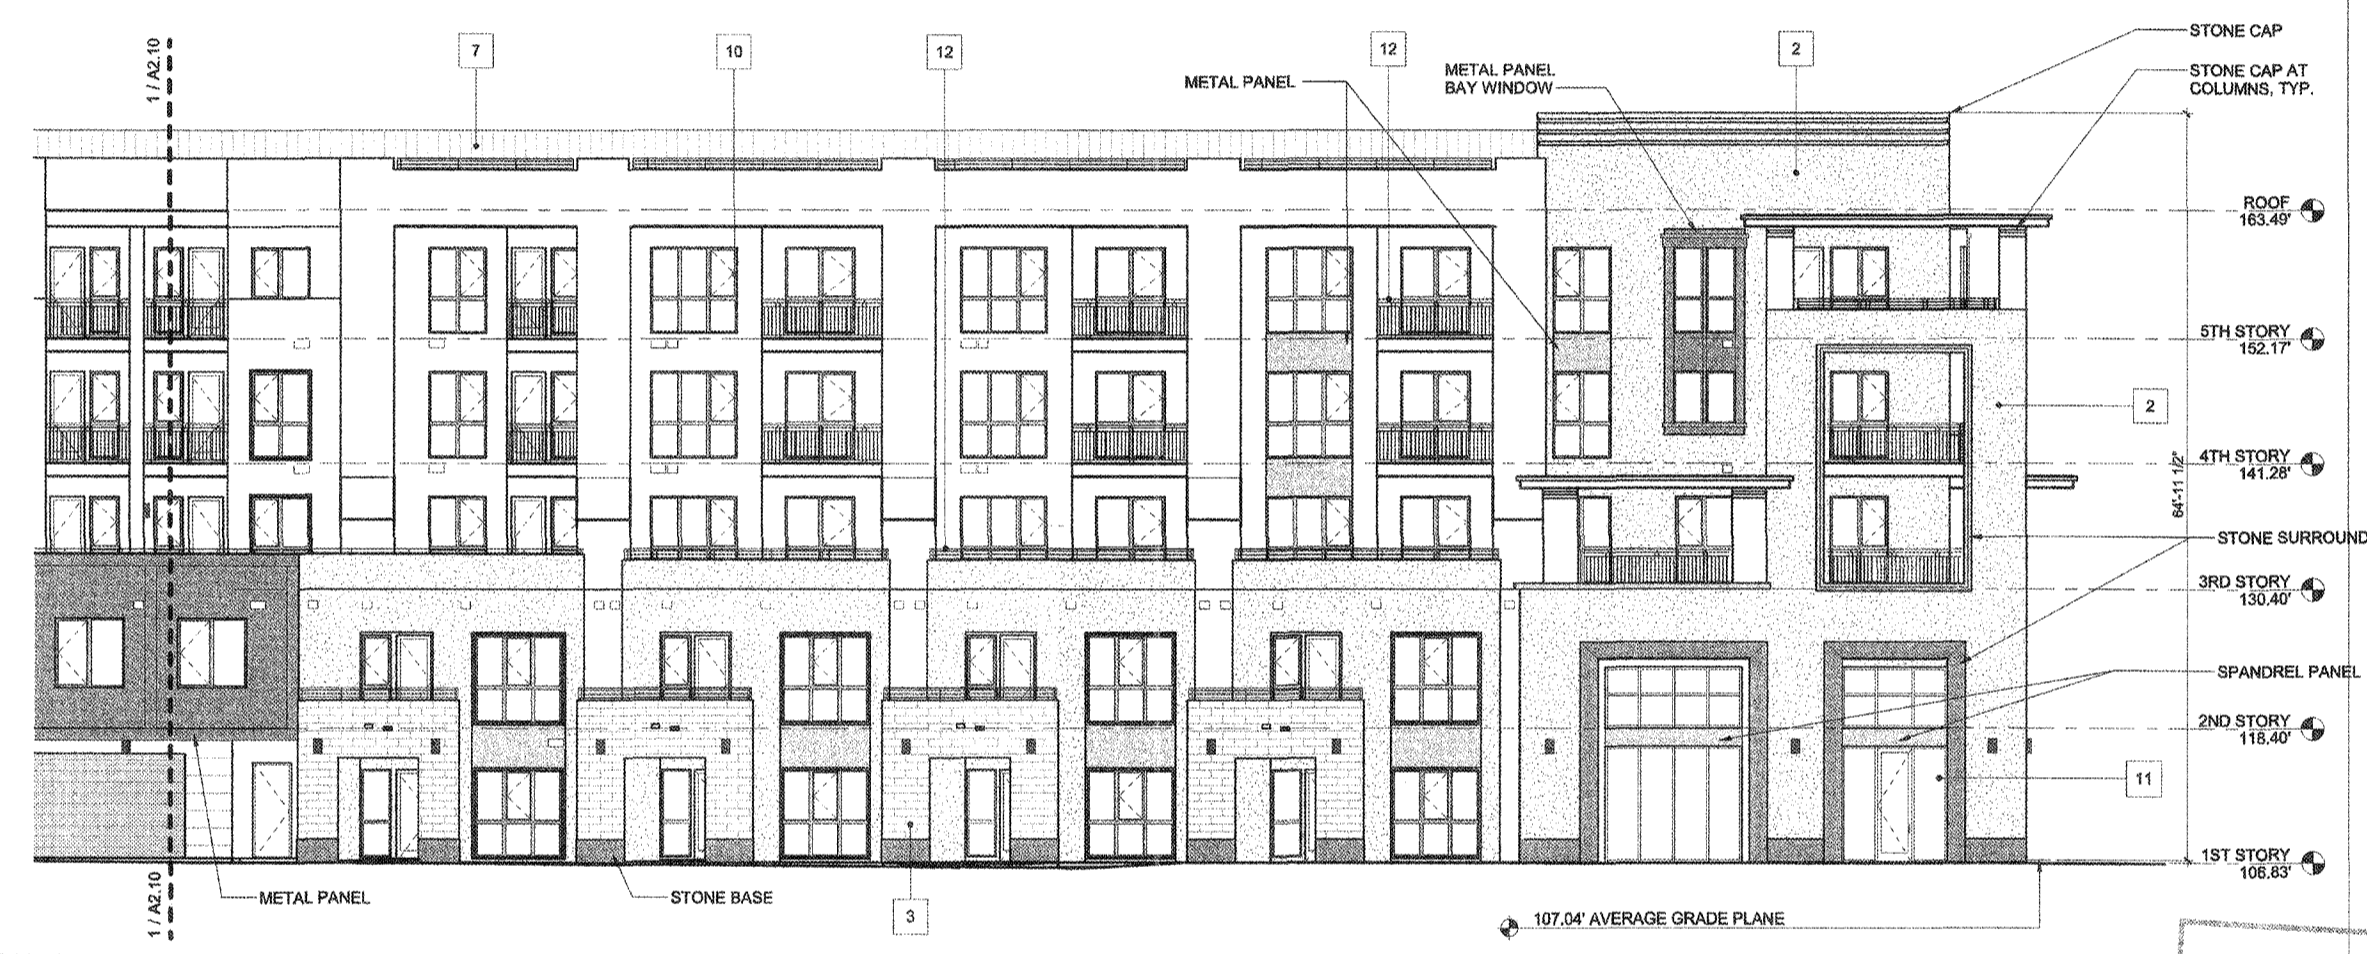 1 / A2.10
7
10
12
12
2
STONE CAP
STONE CAP AT
COLUMNS, TYP.
METAL PANEL
METAL PANEL
BAY WINDOW
ROOF
163.49'
5TH STORY
152.17'
2
4TH STORY
141.28'
64'-11 1/2"
STONE SURROUND
3RD STORY
130.40'
SPANDREL PANEL
2ND STORY
118.40'
11
1ST STORY
106.83'
METAL PANEL
STONE BASE
3
107.04' AVERAGE GRADE PLANE
1 / A2.10